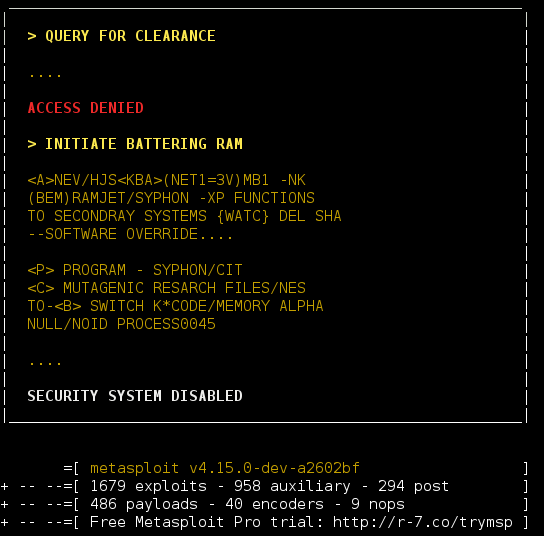 > QUERY FOR CLEARANCE
....
ACCESS DENIED
> INITIATE BATTERING RAM
<A>NEV/HJS<KBA>(NET1=3V)MB1 -NK
(BEM)RAMJET/SYPHON -XP FUNCTIONS
TO SECONDRAY SYSTEMS {WATC} DEL SHA
--SOFTWARE OVERRIDE....
<P> PROGRAM - SYPHON/CIT
<C> MUTAGENIC RESARCH FILES/NES
TO-<B> SWITCH K*CODE/MEMORY ALPHA
NULL/NOID PROCESS0045
....
SECURITY SYSTEM DISABLED
=[ metasploit v4.15.0-dev-a2602bf ]
+ -- --=[ 1679 exploits - 958 auxiliary - 294 post ]
+ -- --=[ 486 payloads - 40 encoders - 9 nops ]
+ -- --=[ Free Metasploit Pro trial: http://r-7.co/trymsp ]